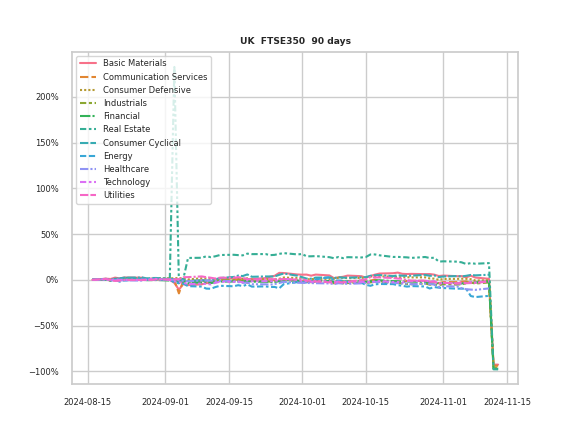 UK  FTSE350  90 days
Basic Materials
Communication Services
Consumer Defensive
Industrials
Financial
Real Estate
Consumer Cyclical
Energy
Healthcare
Technology
Utilities
200%
150%
100%
50%
0%
−50%
−100%
2024-08-15 2024-09-01 2024-09-15 2024-10-01 2024-10-15 2024-11-01 2024-11-15